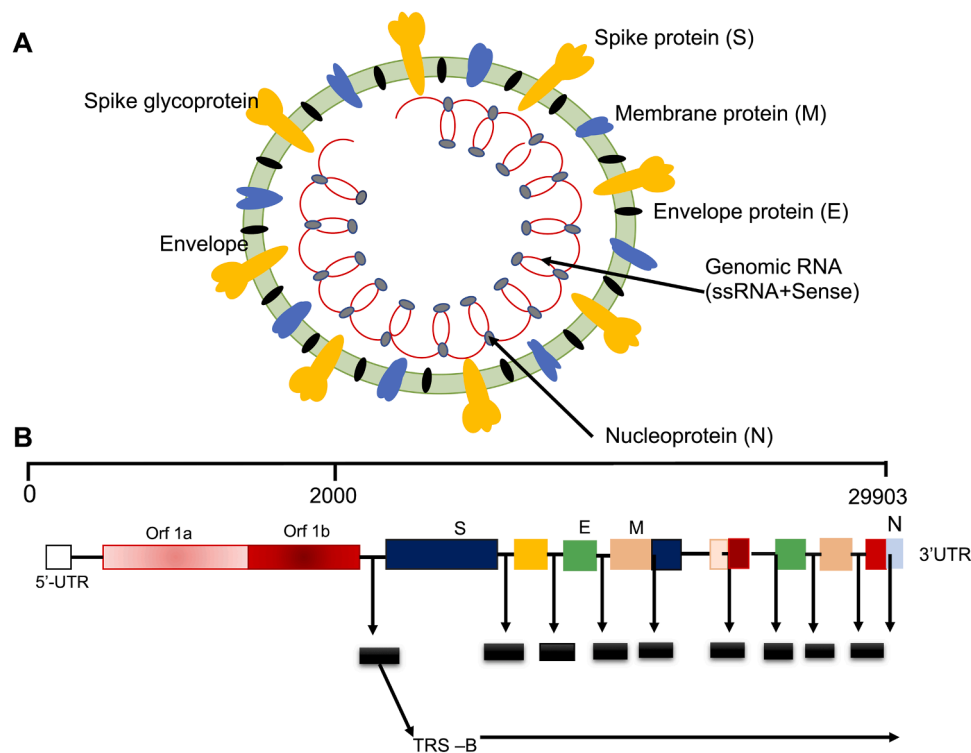 A
Spike protein (S)
Spike glycoprotein
Membrane protein (M)
Envelope protein (E)
Envelope
Genomic RNA
(ssRNA+Sense)
Nucleoprotein (N)
B
0
2000
29903
Orf 1a
Orf 1b
S
E
M
N
5’-UTR
3’UTR
TRS –B